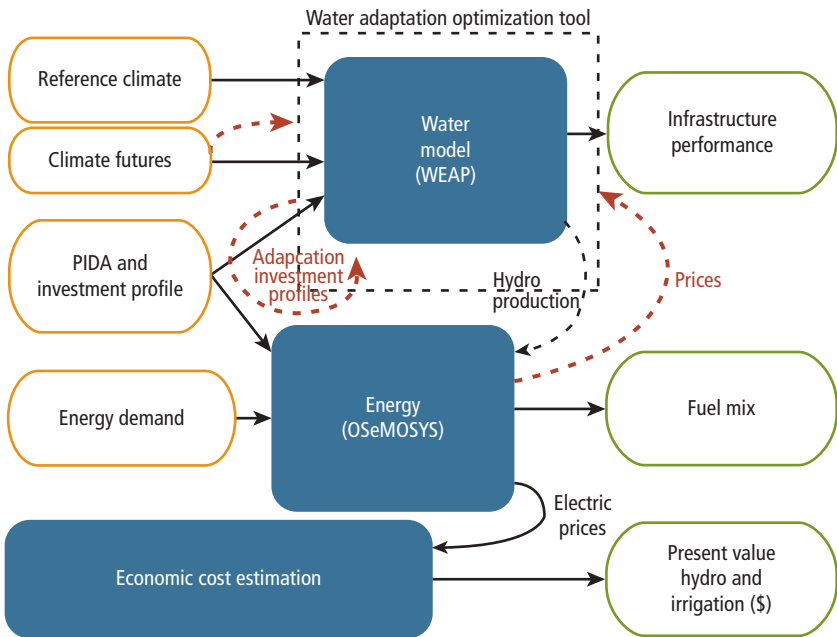 Water adaptation optimization tool
Reference climate
Climate futures
Water
model
(WEAP)
Infrastructure
performance
PIDA and
investment profile
Adapcation
investment
profiles
Hydro
production
Prices
Energy demand
Energy
(OSeMOSYS)
Fuel mix
Electric
prices
Economic cost estimation
Present value
hydro and
irrigation ($)